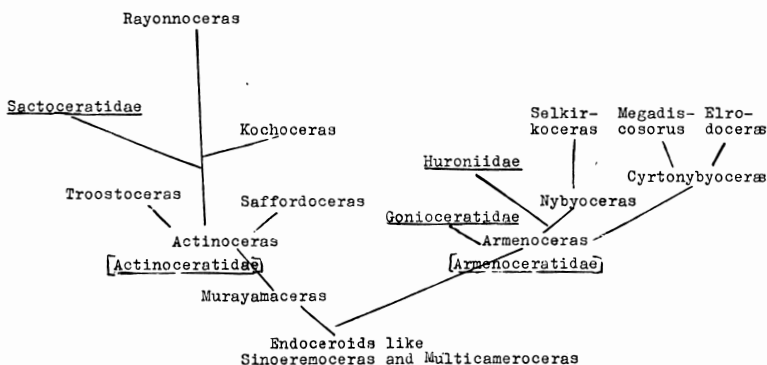 Rayonnoceras
Sactoceratidae
Kochoceras
Selkir-
koceras
Megadis-
cosorus
Elro-
doceras
Huroniidae
Cyrtonybyoceras
Troostoceras
Saffordoceras
Nybyoceras
Gonioceratidae
Actinoceras
Armenoceras
[Actinoceratidae]
[Armenoceratidae]
Murayamaceras
Endoceroids like
Sinoeremoceras and Multicameroceras